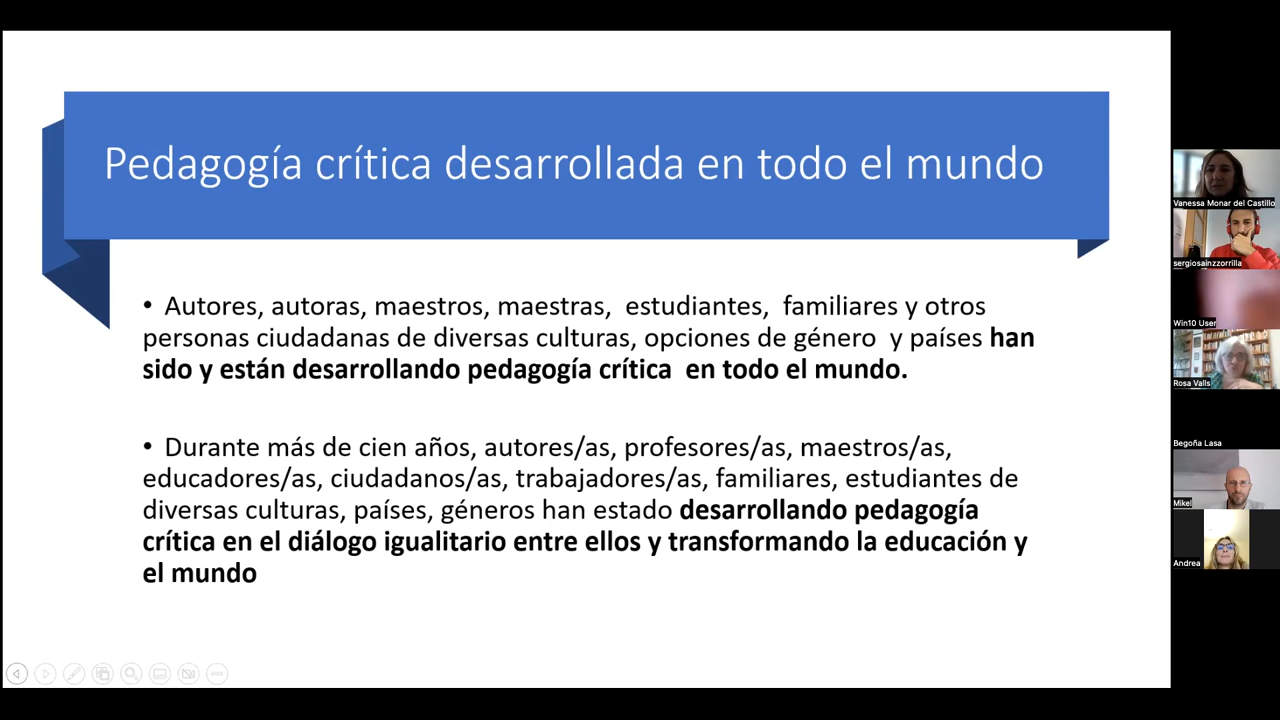 Pedagogía crítica desarrollada en todo el mundo
• Autores, autoras, maestros, maestras, estudiantes, familiares y otros
personas ciudadanas de diversas culturas, opciones de género y países han
sido y están desarrollando pedagogía crítica en todo el mundo.
• Durante más de cien años, autores/as, profesores/as, maestros/as,
educadores/as, ciudadanos/as, trabajadores/as, familiares, estudiantes de
diversas culturas, países, géneros han estado desarrollando pedagogía
crítica en el diálogo igualitario entre ellos y transformando la educación y
el mundo
Vanessa Monar del Castillo
sergiosainzzorrilla
Win10 User
Rosa Valls
Begoña Lasa
Mikel
Andrea